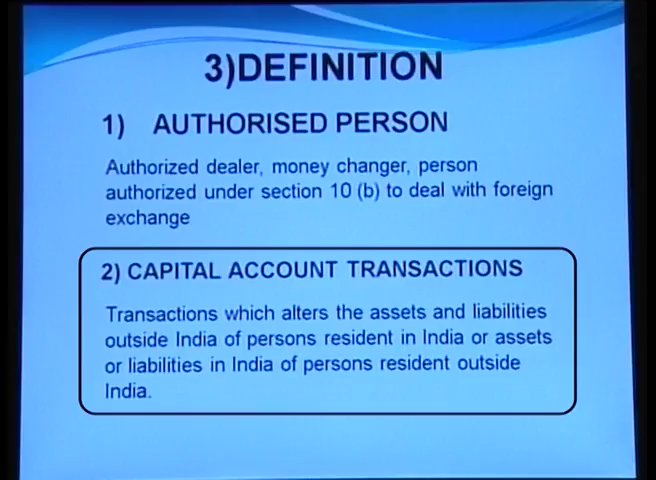 3)DEFINITION
1) AUTHORISED PERSON
Authorized dealer, money changer, person
authorized under section 10 (b) to deal with foreign
exchange
2) CAPITAL ACCOUNT TRANSACTIONS
Transactions which alters the assets and liabilities
outside India of persons resident in India or assets
or liabilities in India of persons resident outside
India.